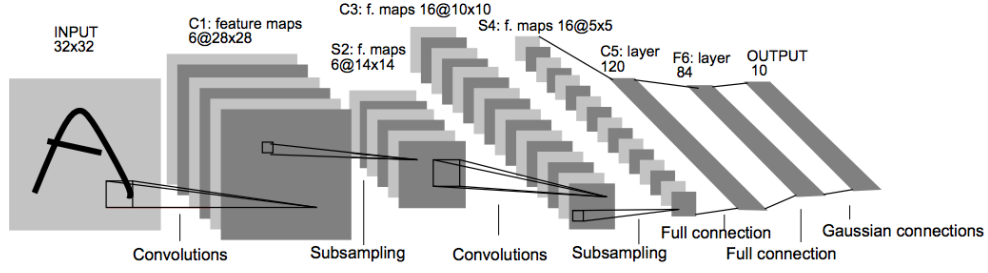 INPUT
32x32
C1: feature maps
6@28x28
S2: f. maps
6@14x14
C3: f. maps 16@10x10
S4: f. maps 16@5x5
C5: layer
120
F6: layer
84
OUTPUT
10
A
Convolutions
Subsampling
Convolutions
Subsampling
Full connection
Full connection
Gaussian connections